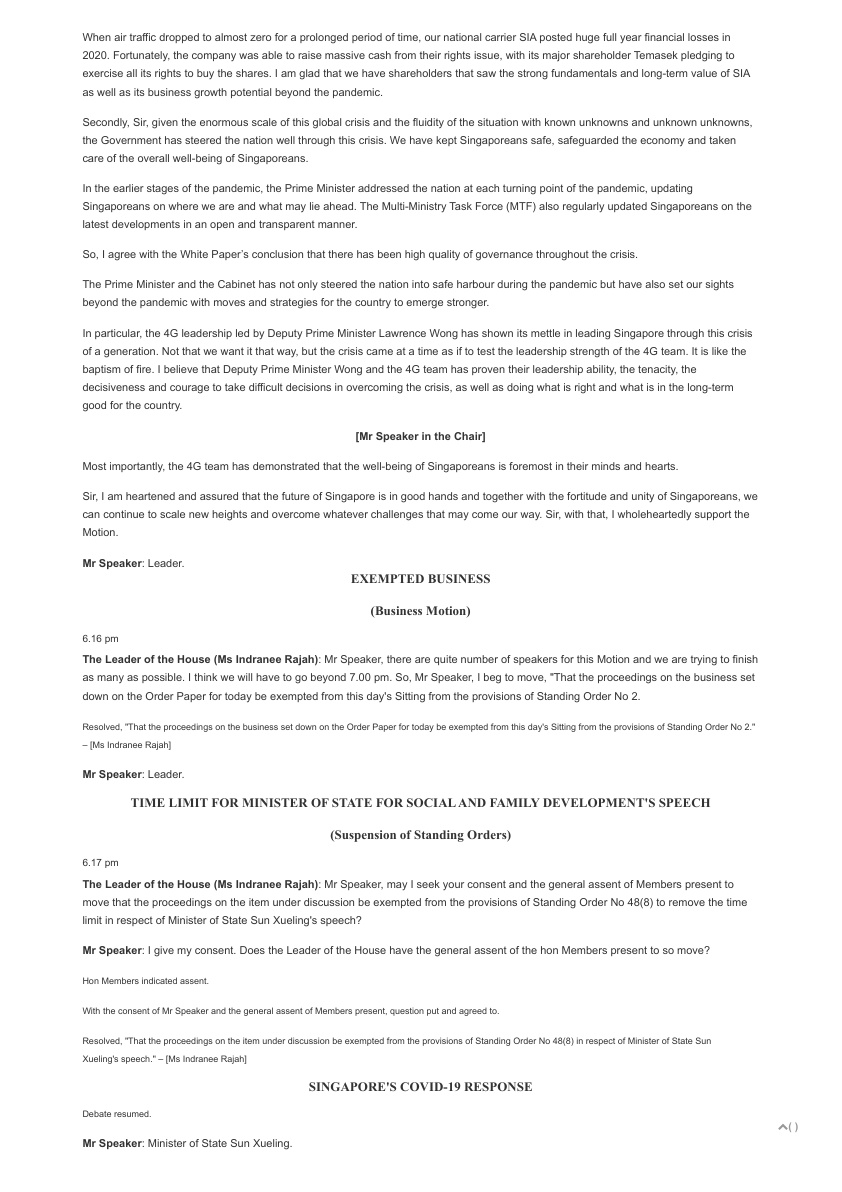 When air traffic dropped to almost zero for a prolonged period of time, our national carrier SIA posted huge full year financial losses in
2020. Fortunately, the company was able to raise massive cash from their rights issue, with its major shareholder Temasek pledging to
exercise all its rights to buy the shares. I am glad that we have shareholders that saw the strong fundamentals and long-term value of SIA
as well as its business growth potential beyond the pandemic.
Secondly, Sir, given the enormous scale of this global crisis and the fluidity of the situation with known unknowns and unknown unknowns,
the Government has steered the nation well through this crisis. We have kept Singaporeans safe, safeguarded the economy and taken
care of the overall well-being of Singaporeans.
In the earlier stages of the pandemic, the Prime Minister addressed the nation at each turning point of the pandemic, updating
Singaporeans on where we are and what may lie ahead. The Multi-Ministry Task Force (MTF) also regularly updated Singaporeans on the
latest developments in an open and transparent manner.
So, I agree with the White Paper's conclusion that there has been high quality of governance throughout the crisis.
The Prime Minister and the Cabinet has not only steered the nation into safe harbour during the pandemic but have also set our sights
beyond the pandemic with moves and strategies for the country to emerge stronger.
In particular, the 4G leadership led by Deputy Prime Minister Lawrence Wong has shown its mettle in leading Singapore through this crisis
of a generation. Not that we want it that way, but the crisis came at a time as if to test the leadership strength of the 4G team. It is like the
baptism of fire. I believe that Deputy Prime Minister Wong and the 4G team has proven their leadership ability, the tenacity, the
decisiveness and courage to take difficult decisions in overcoming the crisis, as well as doing what is right and what is in the long-term
good for the country.
[Mr Speaker in the Chair]
Most importantly, the 4G team has demonstrated that the well-being of Singaporeans is foremost in their minds and hearts.
Sir, I am heartened and assured that the future of Singapore is in good hands and together with the fortitude and unity of Singaporeans, we
can continue to scale new heights and overcome whatever challenges that may come our way. Sir, with that, I wholeheartedly support the
Motion.
Mr Speaker: Leader.
EXEMPTED BUSINESS
(Business Motion)
6.16 pm
The Leader of the House (Ms Indranee Rajah): Mr Speaker, there are quite number of speakers for this Motion and we are trying to finish
as many as possible. I think we will have to go beyond 7.00 pm. So, Mr Speaker, I beg to move, "That the proceedings on the business set
down on the Order Paper for today be exempted from this day's Sitting from the provisions of Standing Order No 2.
Resolved, "That the proceedings on the business set down on the Order Paper for today be exempted from this day's Sitting from the provisions of Standing Order No 2."
– [Ms Indranee Rajah]
Mr Speaker: Leader.
TIME LIMIT FOR MINISTER OF STATE FOR SOCIAL AND FAMILY DEVELOPMENT'S SPEECH
(Suspension of Standing Orders)
6.17 pm
The Leader of the House (Ms Indranee Rajah): Mr Speaker, may I seek your consent and the general assent of Members present to
move that the proceedings on the item under discussion be exempted from the provisions of Standing Order No 48(8) to remove the time
limit in respect of Minister of State Sun Xueling's speech?
Mr Speaker: I give my consent. Does the Leader of the House have the general assent of the hon Members present to so move?
Hon Members indicated assent.
With the consent of Mr Speaker and the general assent of Members present, question put and agreed to.
Resolved, "That the proceedings on the item under discussion be exempted from the provisions of Standing Order No 48(8) in respect of Minister of State Sun
Xueling's speech." – [Ms Indranee Rajah]
SINGAPORE'S COVID-19 RESPONSE
Debate resumed.
( )
Mr Speaker: Minister of State Sun Xueling.